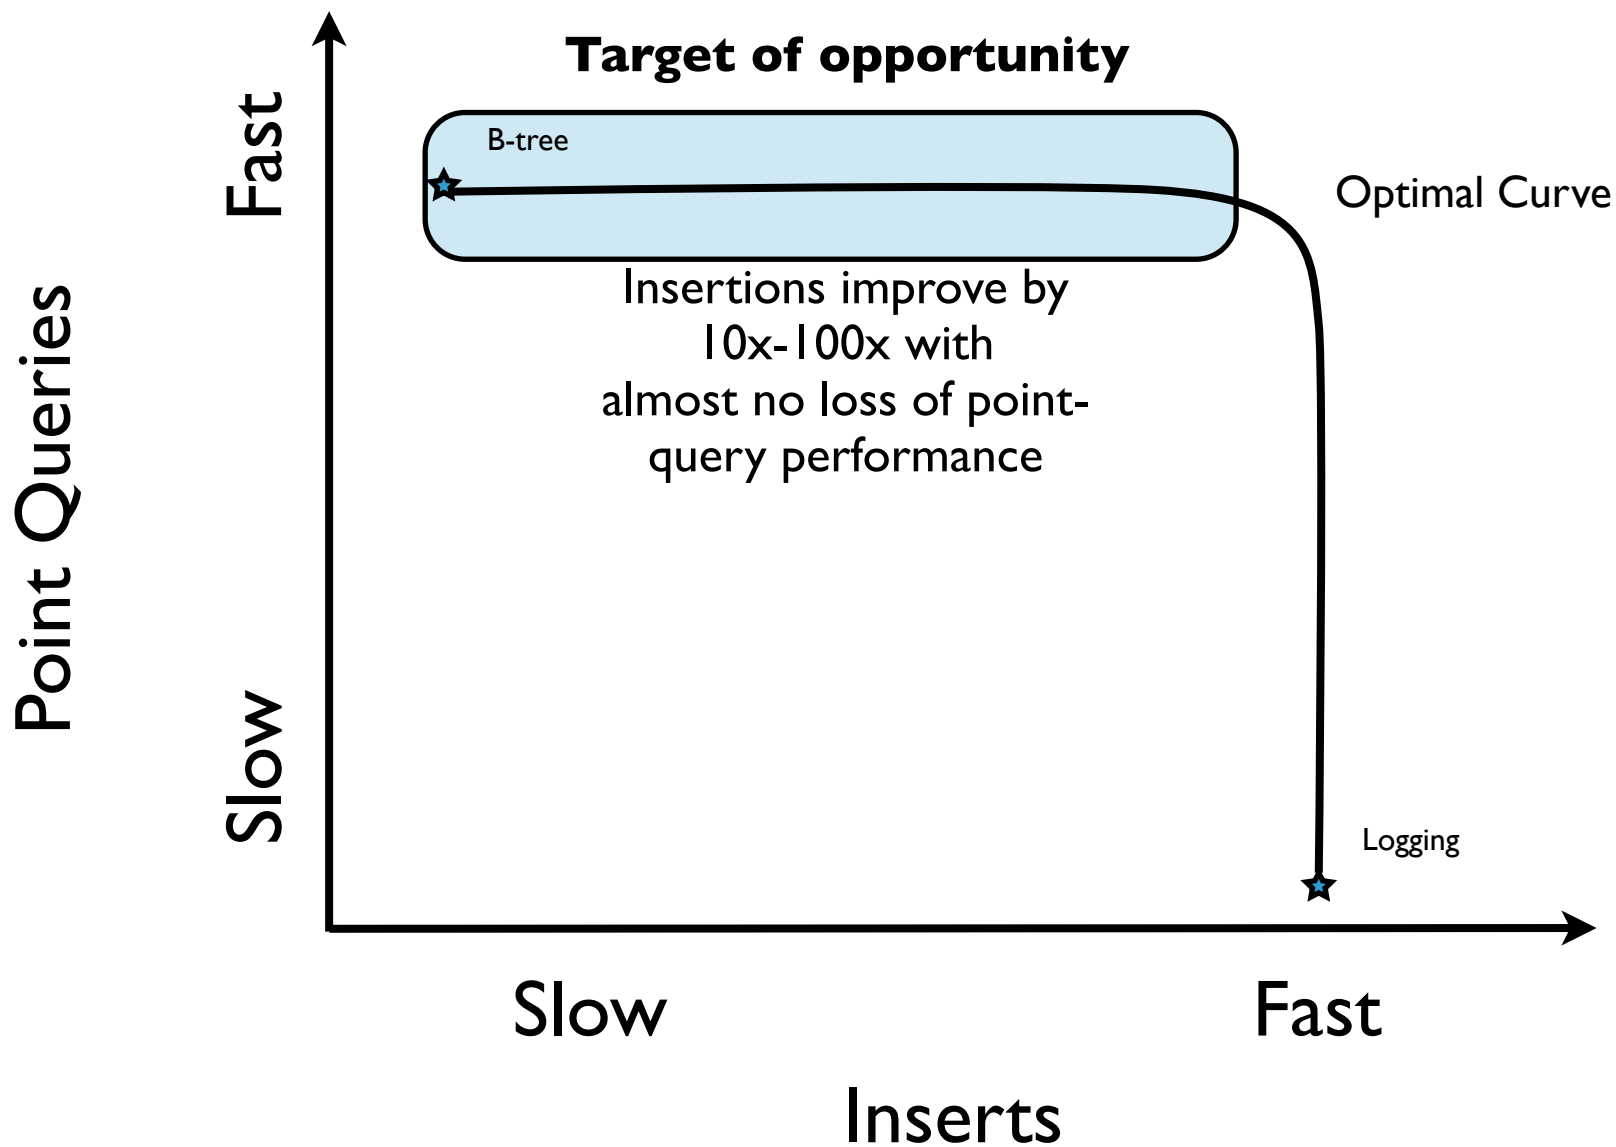 Target of opportunity
B-tree
Optimal Curve
Insertions improve by
10x-100x with
almost no loss of point-
query performance
Fast
Slow
Point Queries
Logging
Slow
Fast
Inserts